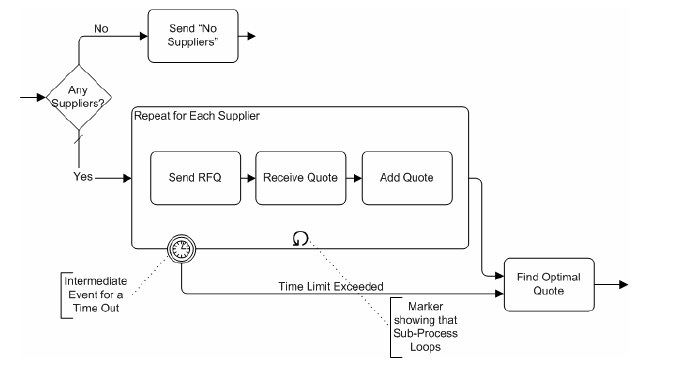 No
Send “No
Suppliers”
Any
Suppliers?
Repeat for Each Supplier
Yes
Send RFQ
Receive Quote
Add Quote
Intermediate
Event for a
Time Out
Time Limit Exceeded
Find Optimal
Quote
Marker
showing that
Sub-Process
Loops